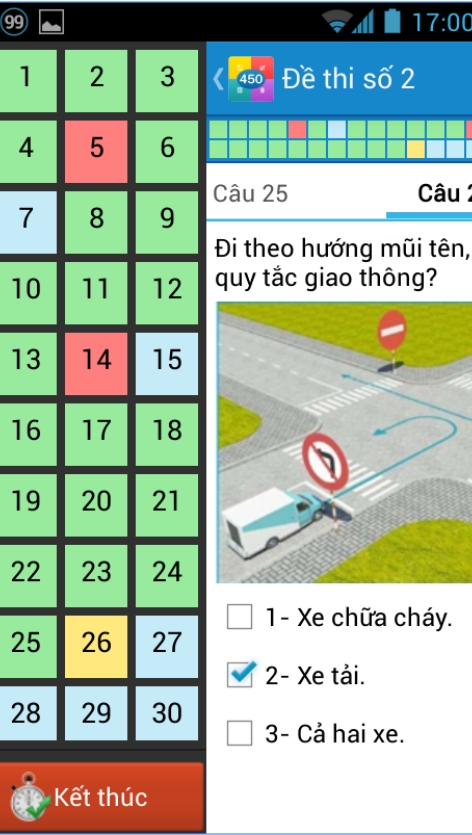 99
17:00
1 2 3
4 5 6
7 8 9
10 11 12
13 14 15
16 17 18
19 20 21
22 23 24
25 26 27
28 29 30
Kết thúc
450
Đề thi số 2
Câu 25
Câu 2
Đi theo hướng mũi tên,
quy tắc giao thông?
1- Xe chữa cháy.
2- Xe tải.
3- Cả hai xe.